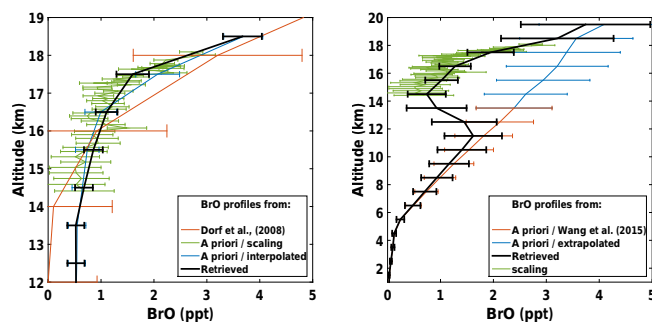 19
18
17
16
15
14
13
12
Altitude (km)
0 1 2 3 4 5
BrO (ppt)
BrO profiles from:
Dorf et al., (2008)
A priori / scaling
A priori / interpolated
Retrieved
20
18
16
14
12
10
8
6
4
2
Altitude (km)
0 1 2 3 4 5
BrO (ppt)
BrO profiles from:
A priori / Wang et al. (2015)
A priori / extrapolated
Retrieved
scaling